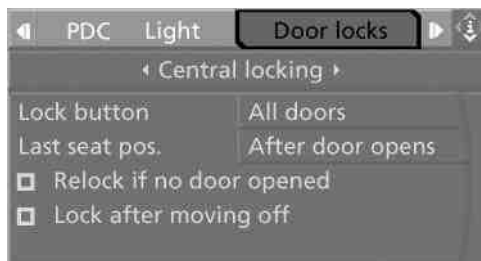 PDC Light Door locks
Central locking
Lock button All doors
Last seat pos. After door opens
Relock if no door opened
Lock after moving off